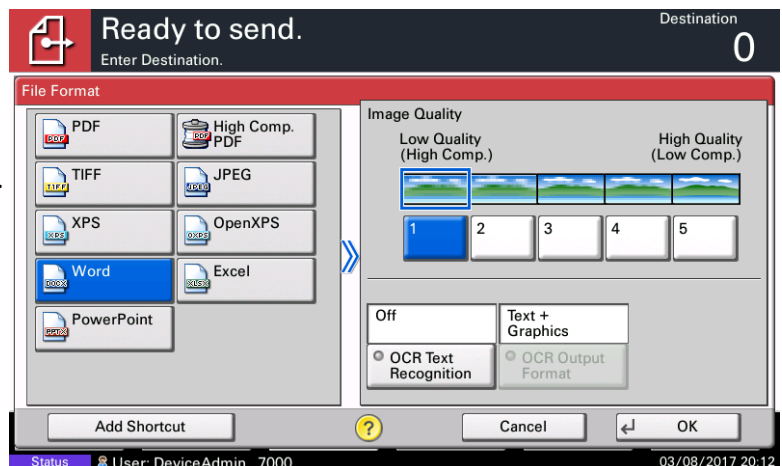 Ready to send.
Enter Destination.
Destination
0
File Format
PDF
PDF
PDF
High Comp.
PDF
TIFF
TIFF
JPEG
JPEG
XPS
XPS
OXPS
OpenXPS
DOCX
Word
XLSX
Excel
PPTX
PowerPoint
Image Quality
Low Quality
(High Comp.)
High Quality
(Low Comp.)
1
2
3
4
5
Off
Text +
Graphics
OCR Text
Recognition
OCR Output
Format
Add Shortcut
?
Cancel
OK
Status
User: DeviceAdmin 7000
03/08/2017 20:12